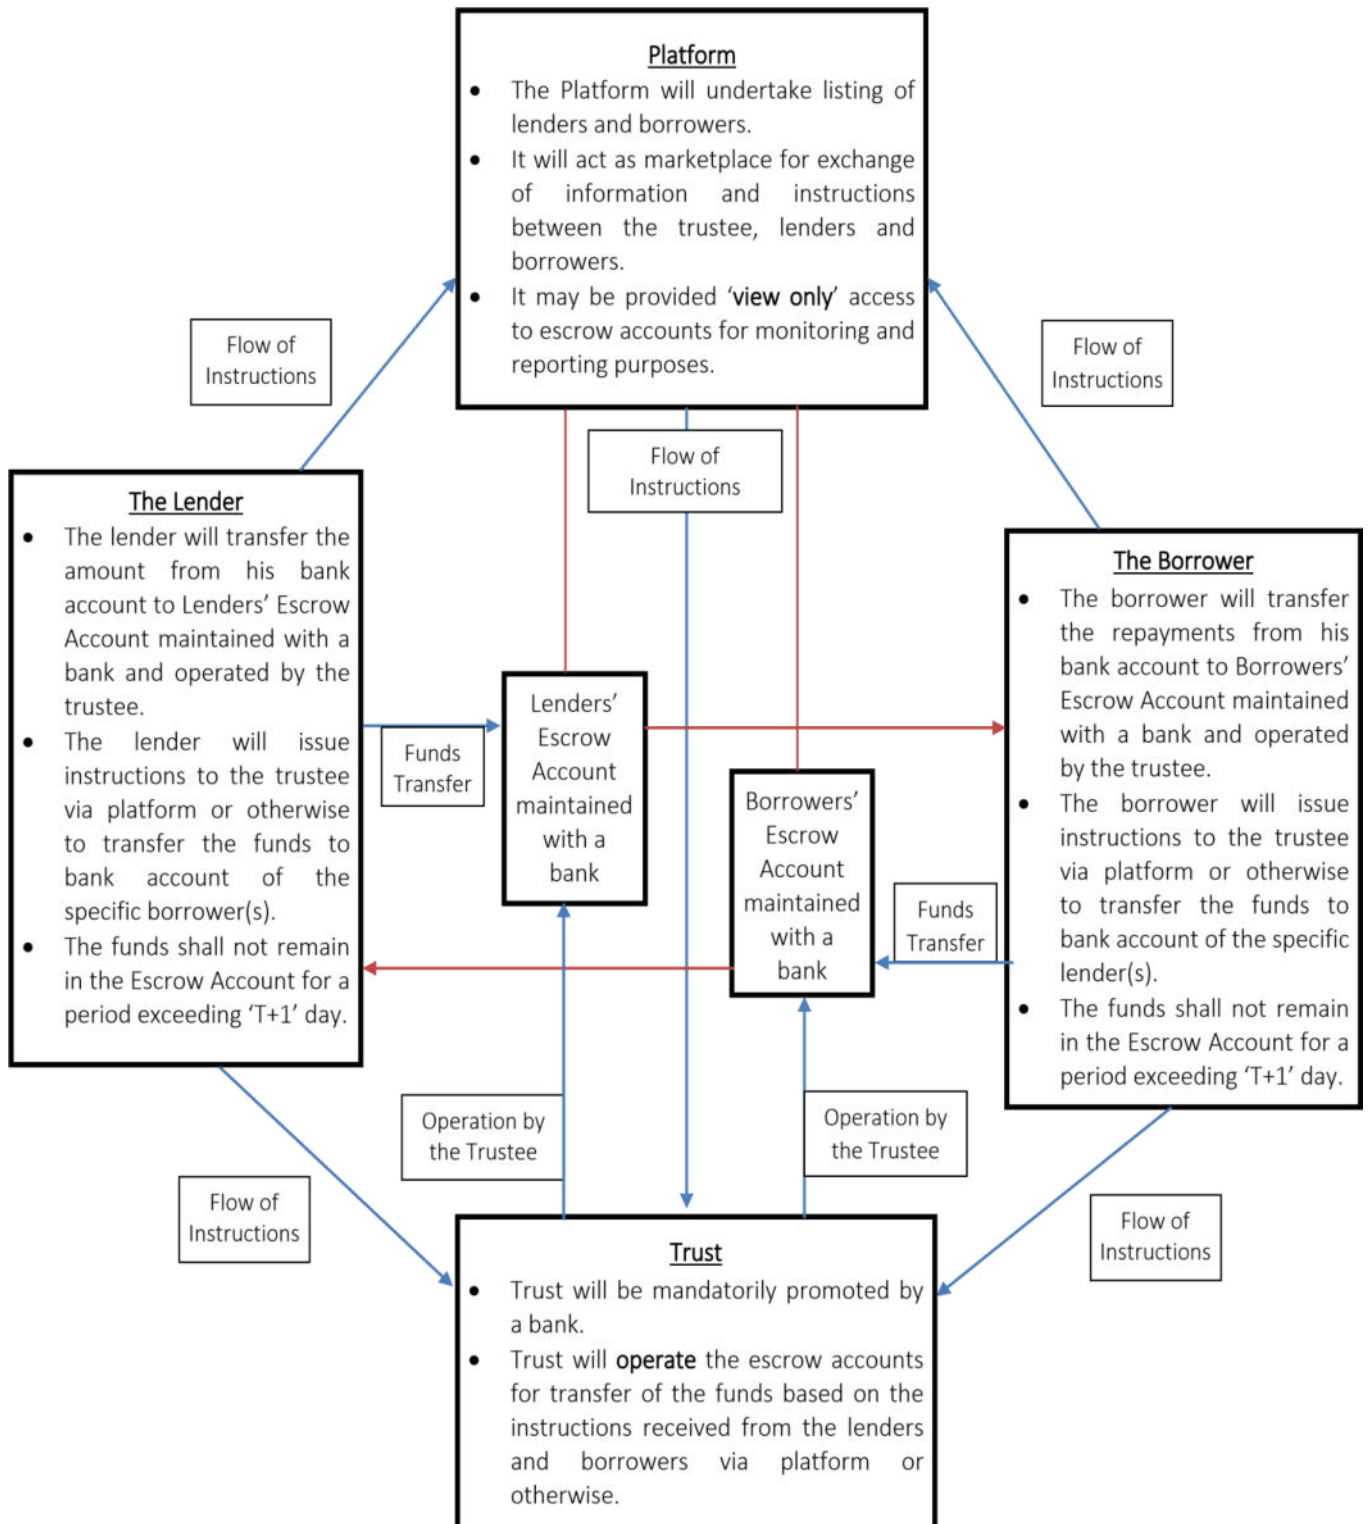 Platform
• The Platform will undertake listing of
lenders and borrowers.
• It will act as marketplace for exchange
of information and instructions
between the trustee, lenders and
borrowers.
• It may be provided ‘view only’ access
to escrow accounts for monitoring and
reporting purposes.
Flow of
Instructions
Flow of
Instructions
Flow of
Instructions
The Lender
• The lender will transfer the
amount from his bank
account to Lenders’ Escrow
Account maintained with a
bank and operated by the
trustee.
• The lender will issue
instructions to the trustee
via platform or otherwise
to transfer the funds to
bank account of the
specific borrower(s).
• The funds shall not remain
in the Escrow Account for a
period exceeding ‘T+1’ day.
Funds
Transfer
Lenders’
Escrow
Account
maintained
with a
bank
Borrowers’
Escrow
Account
maintained
with a
bank
Funds
Transfer
The Borrower
• The borrower will transfer
the repayments from his
bank account to Borrowers’
Escrow Account maintained
with a bank and operated
by the trustee.
• The borrower will issue
instructions to the trustee
via platform or otherwise
to transfer the funds to
bank account of the specific
lender(s).
• The funds shall not remain
in the Escrow Account for a
period exceeding ‘T+1’ day.
Operation by
the Trustee
Operation by
the Trustee
Flow of
Instructions
Flow of
Instructions
Trust
• Trust will be mandatorily promoted by
a bank.
• Trust will operate the escrow accounts
for transfer of the funds based on the
instructions received from the lenders
and borrowers via platform or
otherwise.